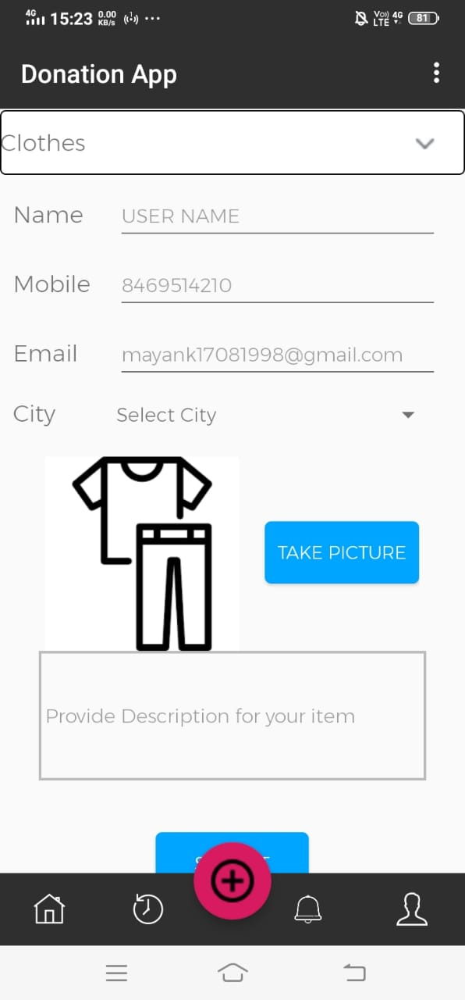 4G 15:23 0.00 KB/s ... Vo) LTE 4G 81
Donation App
Clothes
Name USER NAME
Mobile 8469514210
Email mayank17081998@gmail.com
City Select City
TAKE PICTURE
Provide Description for your item